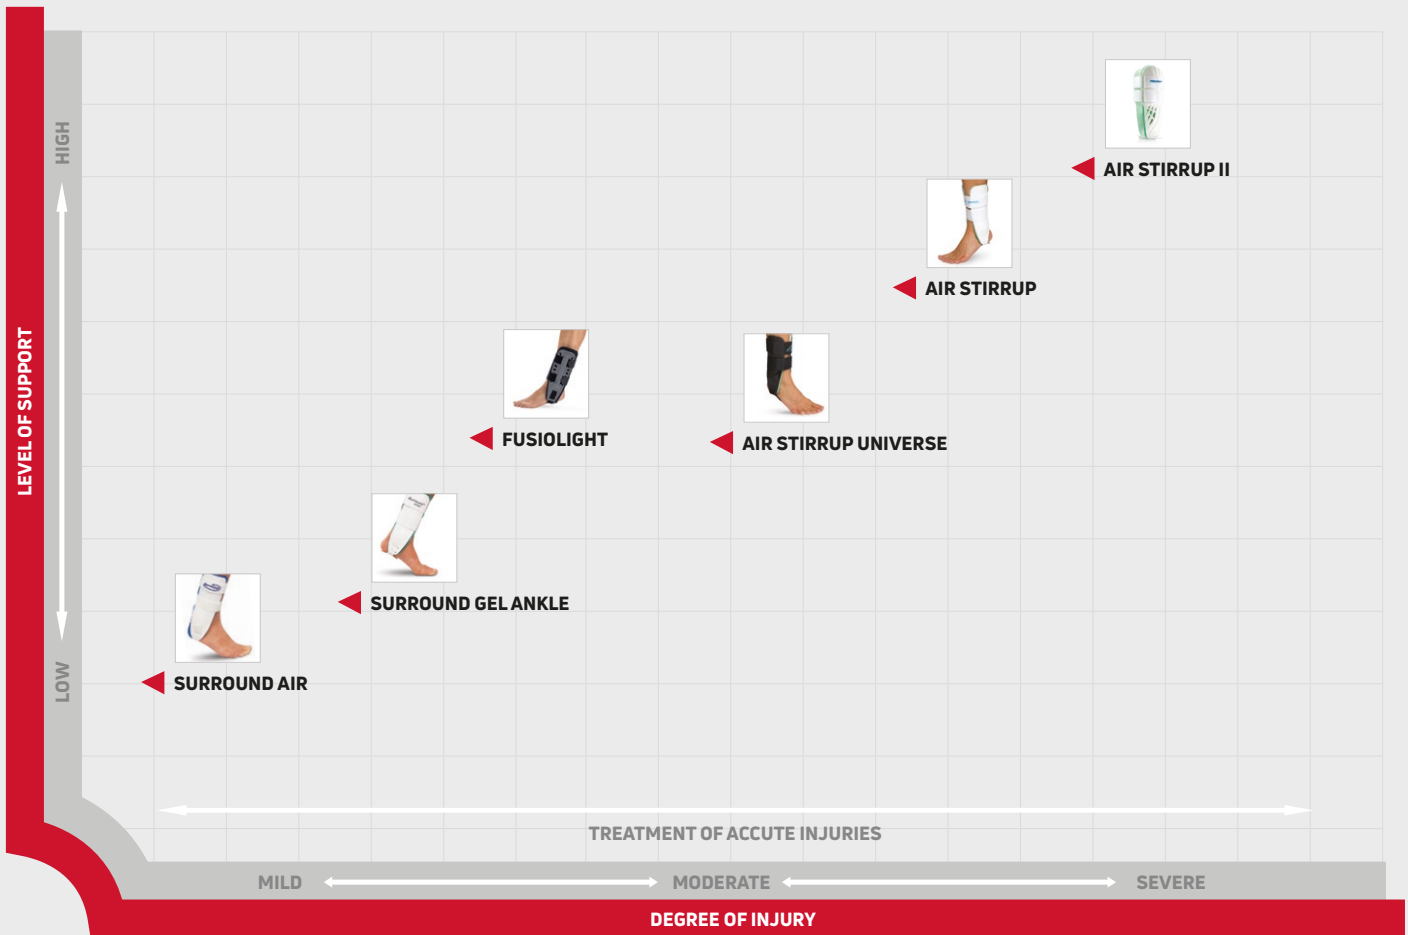 HIGH
AIR STIRRUP II
AIR STIRRUP
LEVEL OF SUPPORT
FUSIOLIGHT
AIR STIRRUP UNIVERSE
SURROUND GEL ANKLE
LOW
SURROUND AIR
TREATMENT OF ACCUTE INJURIES
MILD
MODERATE
SEVERE
DEGREE OF INJURY